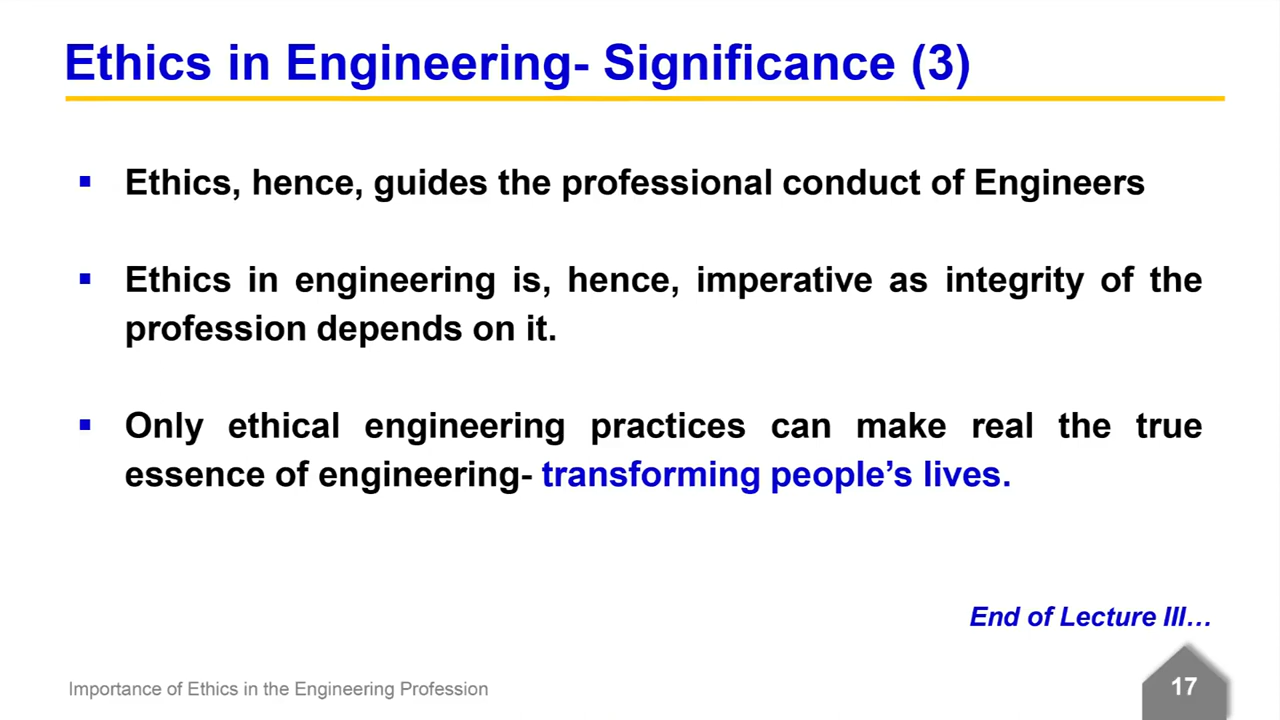 Ethics in Engineering- Significance (3)
▪ Ethics, hence, guides the professional conduct of Engineers
▪ Ethics in engineering is, hence, imperative as integrity of the
profession depends on it.
▪ Only ethical engineering practices can make real the true
essence of engineering- transforming people’s lives.
End of Lecture III…
Importance of Ethics in the Engineering Profession
17